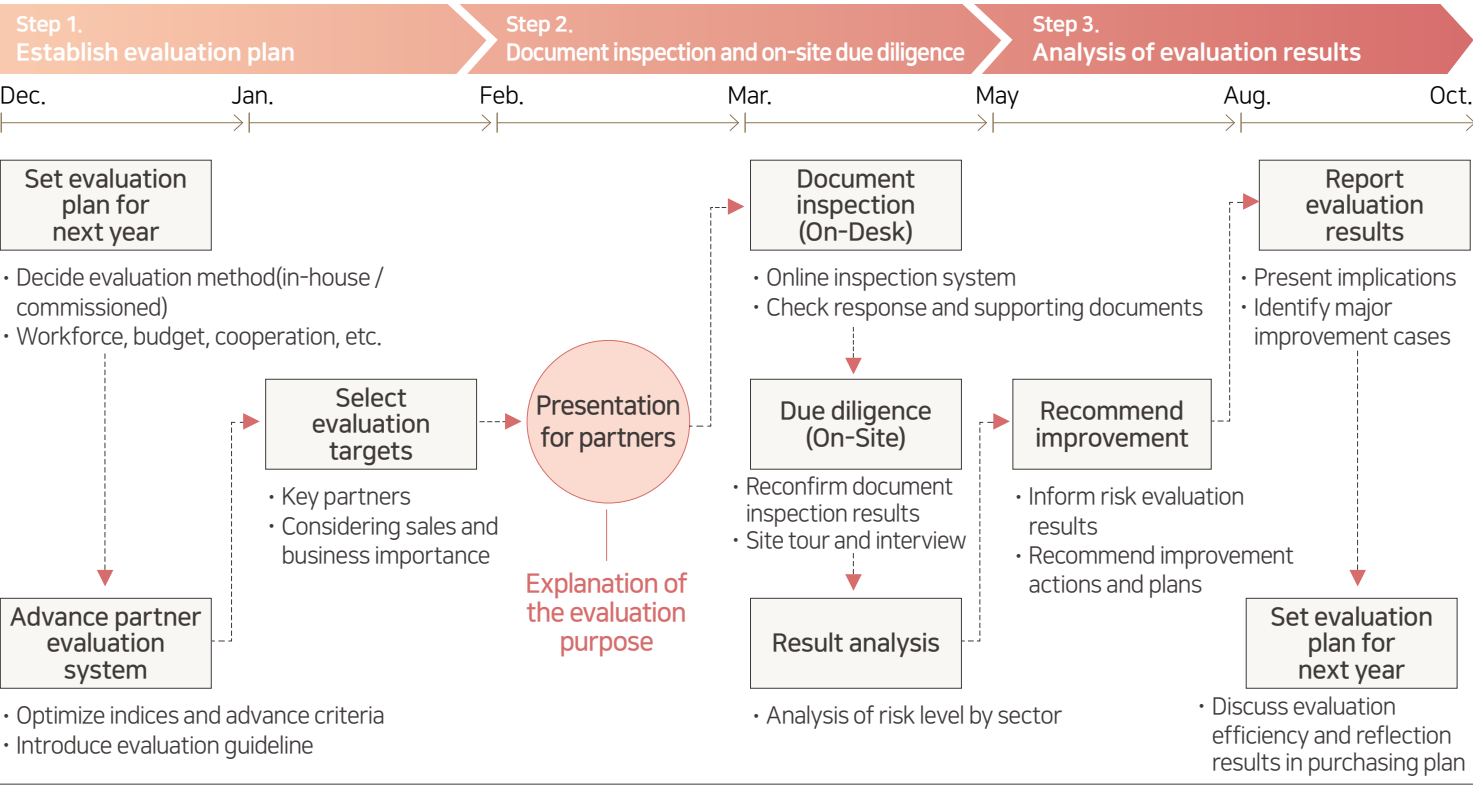 Step 1.
Establish evaluation plan
Step 2.
Document inspection and on-site due diligence
Step 3.
Analysis of evaluation results
Dec.
Jan.
Feb.
Mar.
May
Aug.
Oct.
Set evaluation
plan for
next year
• Decide evaluation method(in-house /
commissioned)
• Workforce, budget, cooperation, etc.
Advance partner
evaluation
system
• Optimize indices and advance criteria
• Introduce evaluation guideline
Select
evaluation
targets
• Key partners
• Considering sales and
business importance
Presentation
for partners
Explanation of
the evaluation
purpose
Document
inspection
(On-Desk)
• Online inspection system
• Check response and supporting documents
Due diligence
(On-Site)
• Reconfirm document
inspection results
• Site tour and interview
Result analysis
• Analysis of risk level by sector
Recommend
improvement
• Inform risk evaluation
results
• Recommend improvement
actions and plans
Report
evaluation
results
• Present implications
• Identify major
improvement cases
Set evaluation
plan for
next year
• Discuss evaluation
efficiency and reflection
results in purchasing plan